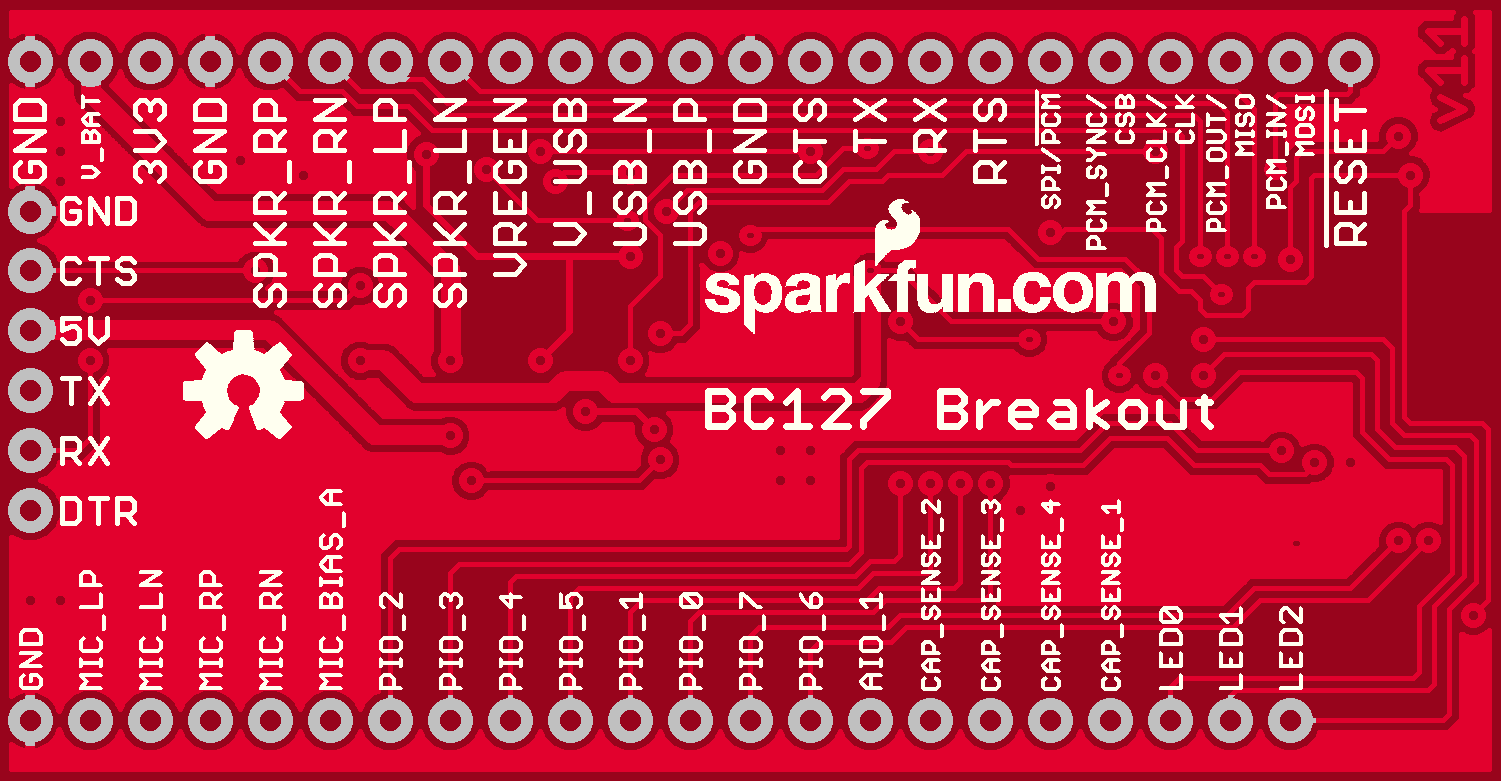 GND
V_BAT
3V3
GND
SPKR_RP
SPKR_RN
SPKR_LP
SPKR_LN
VREGEN
V_USB
USB_N
USB_P
GND
CTS
TX
RX
RTS
SPI/PCM
PCM_SYNC/
CSB
PCM_CLK/
CLK
PCM_OUT/
MISO
PCM_IN/
MOSI
RESET
v11
GND
CTS
5V
TX
RX
DTR
sparkfun.com
BC127 Breakout
GND
MIC_LP
MIC_LN
MIC_RP
MIC_RN
MIC_BIAS_A
PIO_2
PIO_3
PIO_4
PIO_5
PIO_1
PIO_0
PIO_7
PIO_6
AIO_1
CAP_SENSE_2
CAP_SENSE_3
CAP_SENSE_4
CAP_SENSE_1
LED0
LED1
LED2